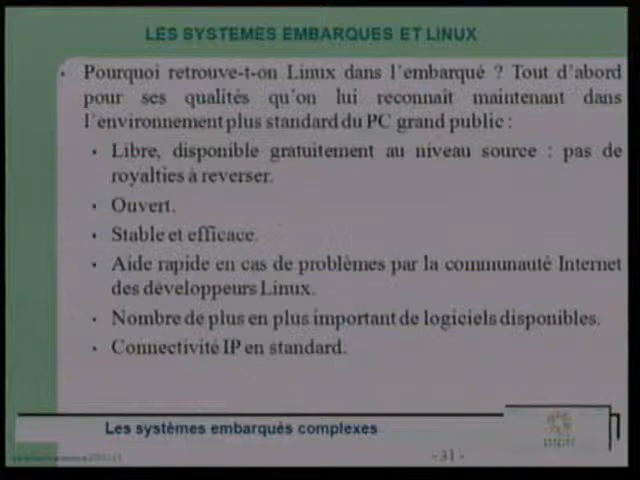 LES SYSTEMES EMBARQUES ET LINUX
• Pourquoi retrouve-t-on Linux dans l'embarqué ? Tout d'abord
pour ses qualités qu'on lui reconnaît maintenant dans
l'environnement plus standard du PC grand public :
• Libre, disponible gratuitement au niveau source : pas de
royalties à reverser.
• Ouvert.
• Stable et efficace.
• Aide rapide en cas de problèmes par la communauté Internet
des développeurs Linux.
• Nombre de plus en plus important de logiciels disponibles.
• Connectivité IP en standard.
Les systèmes embarqués complexes
- 31 -